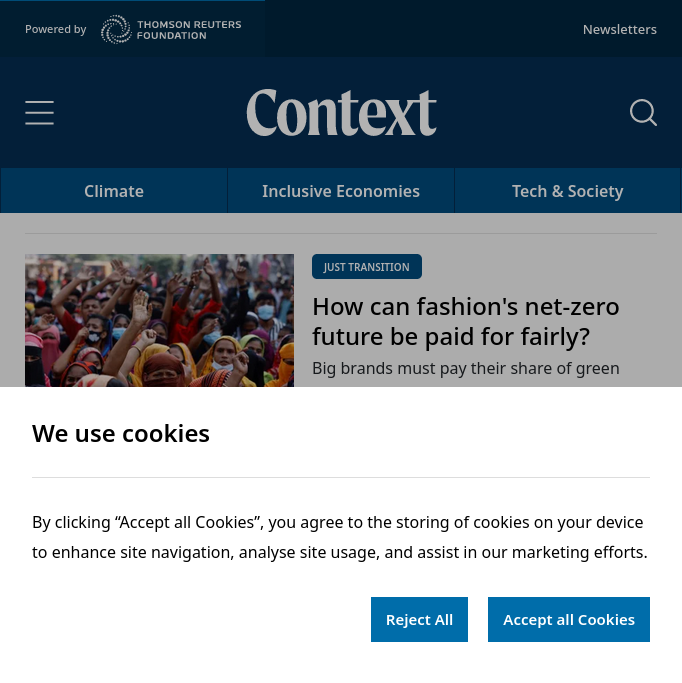 Powered by
THOMSON REUTERS
FOUNDATION
Newsletters
Context
Climate
Inclusive Economies
Tech & Society
JUST TRANSITION
How can fashion's net-zero
future be paid for fairly?
Big brands must pay their share of green
We use cookies
By clicking “Accept all Cookies”, you agree to the storing of cookies on your device
to enhance site navigation, analyse site usage, and assist in our marketing efforts.
Reject All
Accept all Cookies